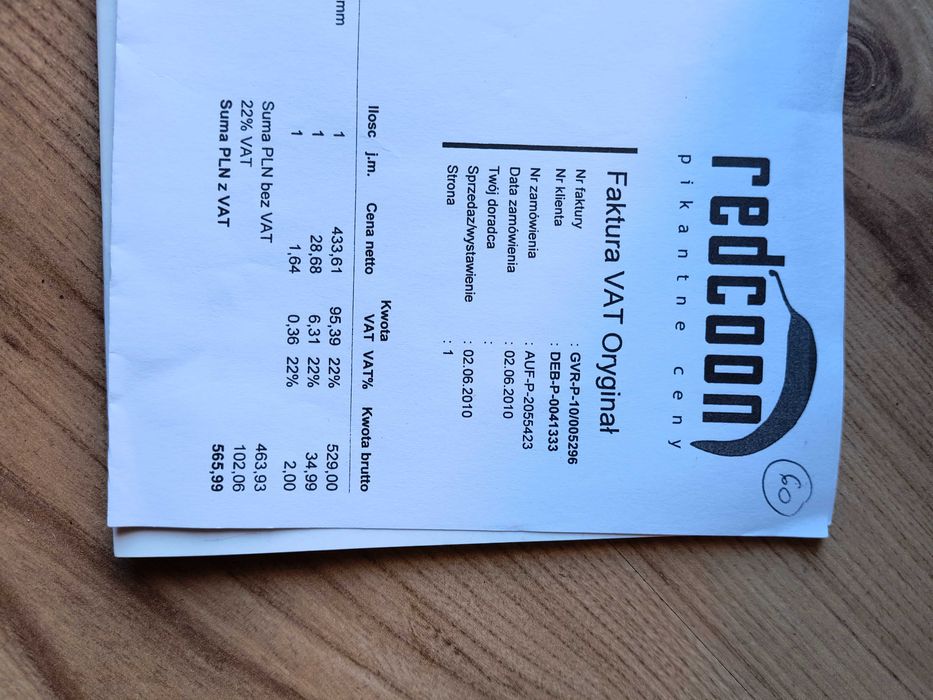 redcoon
pikantne ceny
60
Faktura VAT Oryginał
Nr faktury : GVR-P-10/005296
Nr klienta : DEB-P-0041333
Nr zamówienia : AUF-P-2055423
Data zamówienia : 02.06.2010
Twój doradca :
Sprzedaz/wystawienie : 02.06.2010
Strona : 1
Ilosc j.m. Cena netto Kwota VAT VAT% Kwota brutto
mm 1 433,61 95,39 22% 529,00
1 28,68 6,31 22% 34,99
1 1,64 0,36 22% 2,00
Suma PLN bez VAT 463,93
22% VAT 102,06
Suma PLN z VAT 565,99